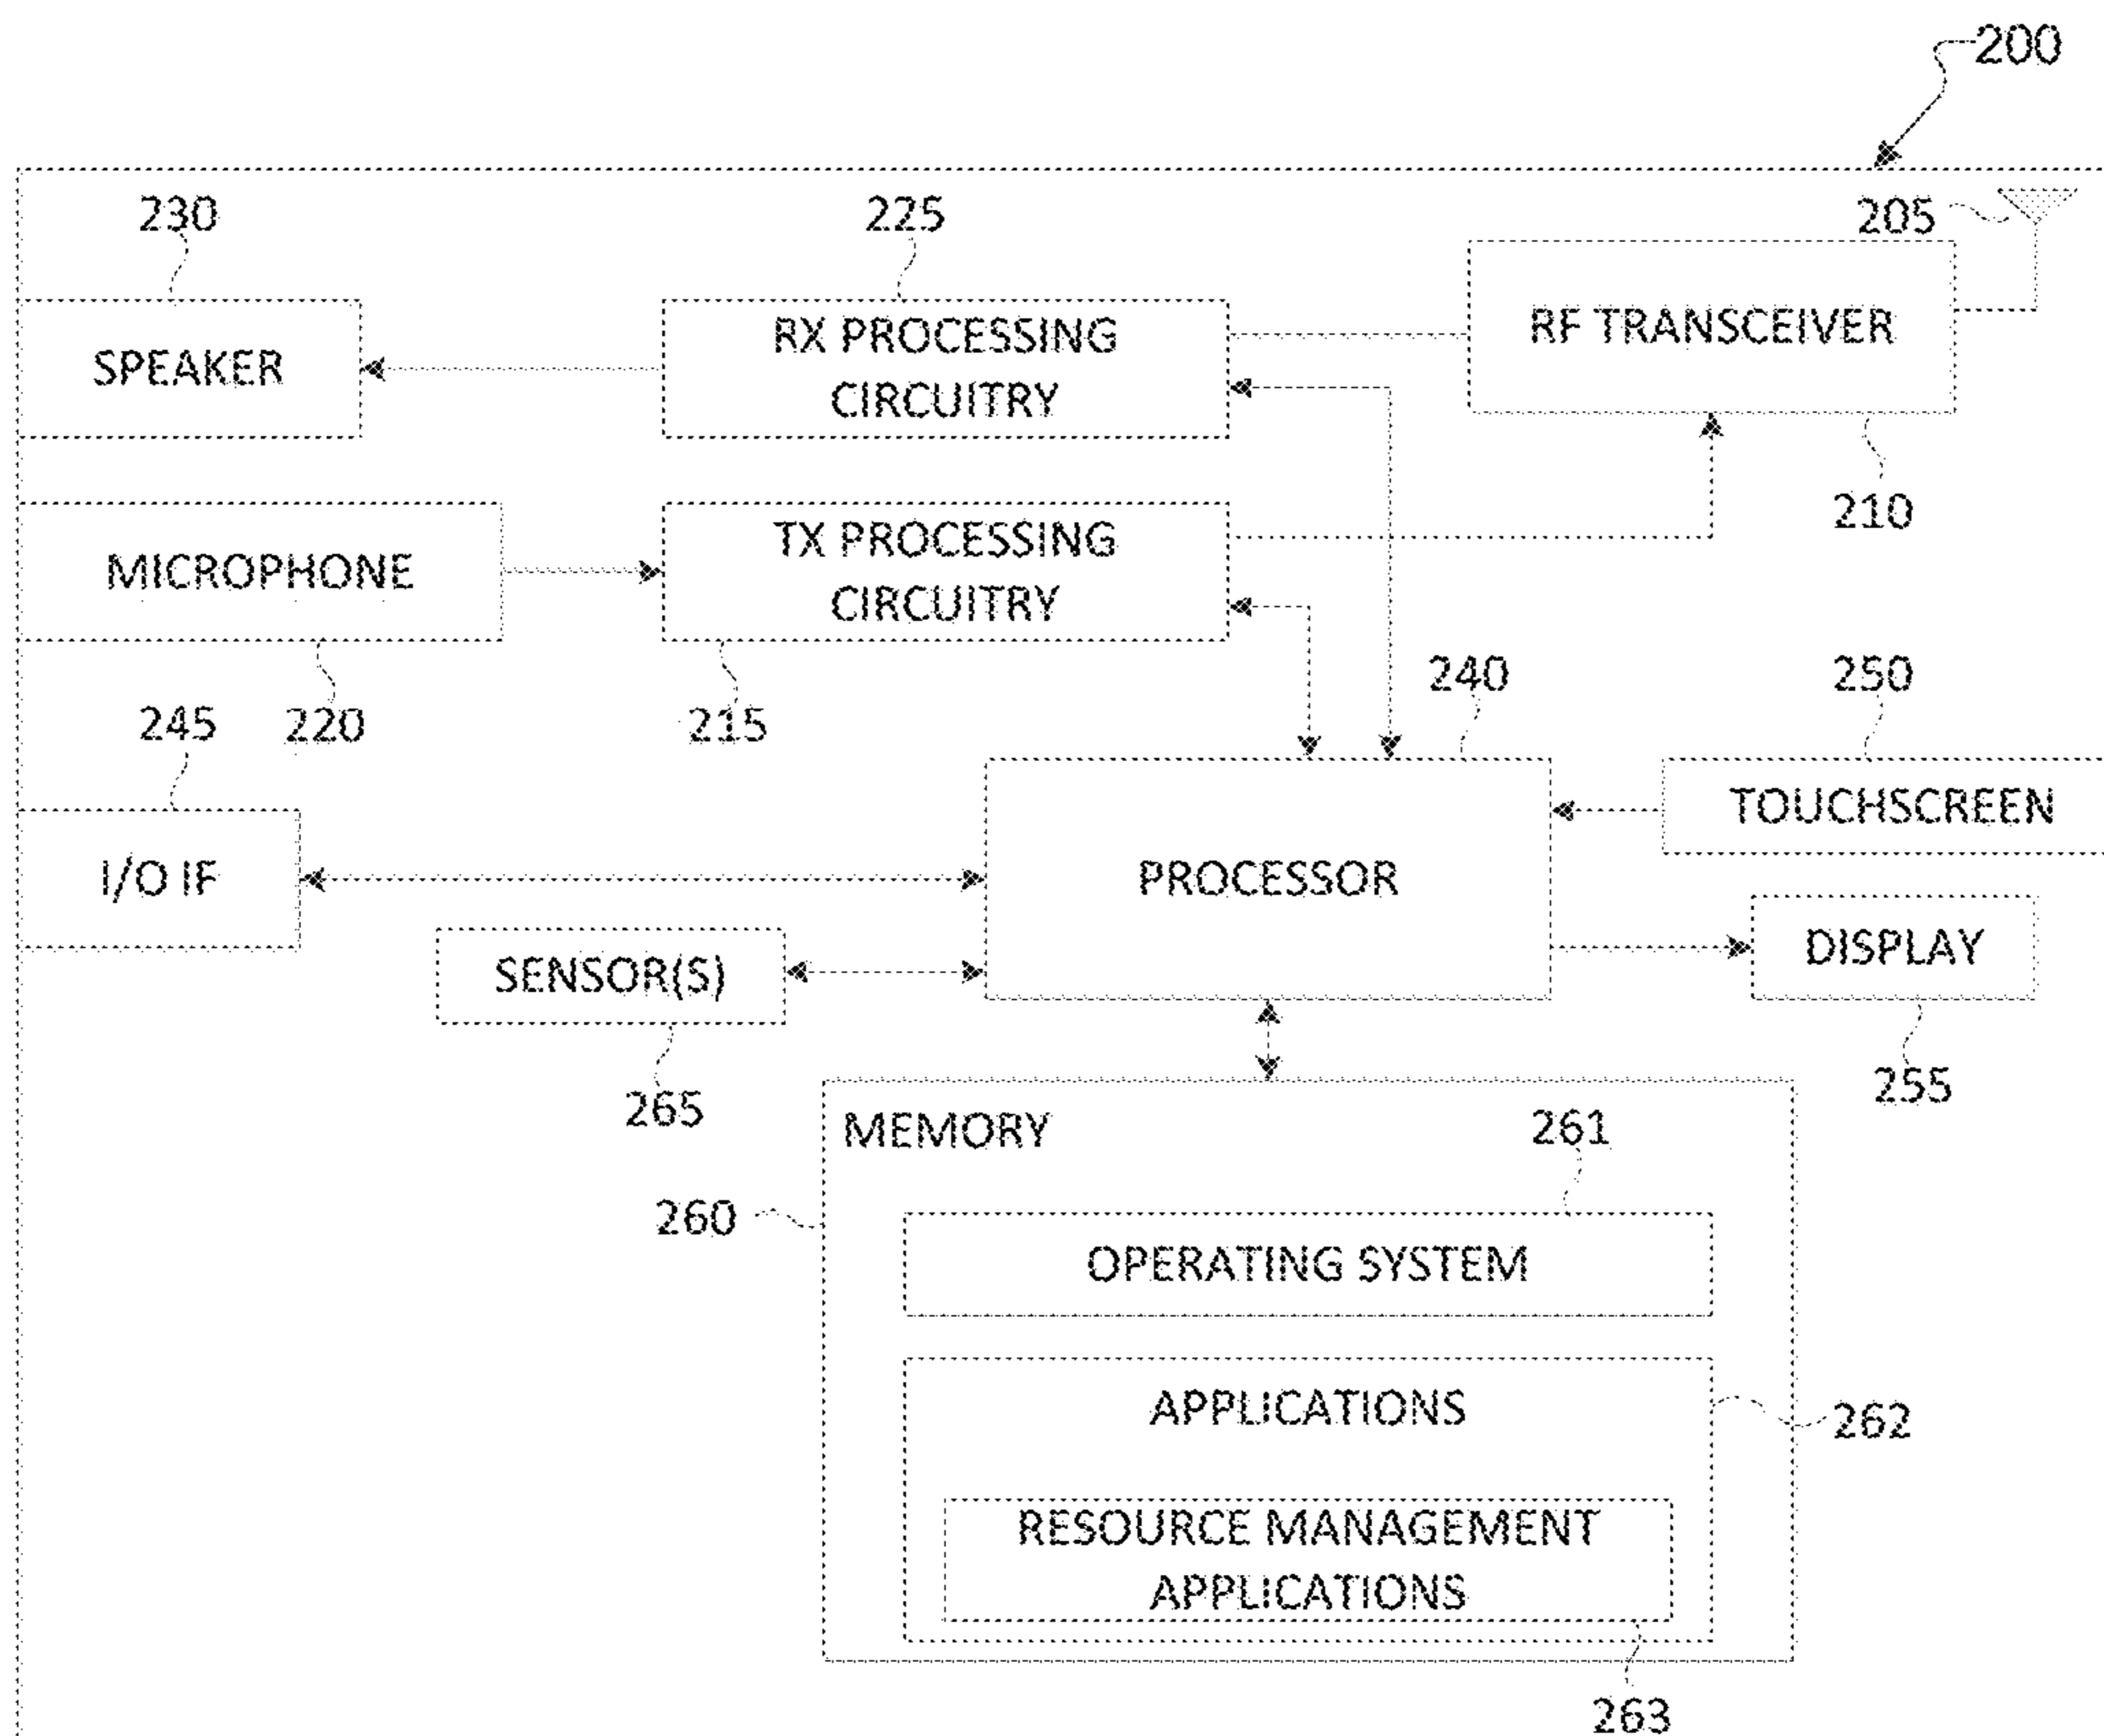 200
230
225
205
SPEAKER
RX PROCESSING
CIRCUITRY
RF TRANSCEIVER
210
MICROPHONE
TX PROCESSING
CIRCUITRY
245
220
215
240
250
I/O IF
PROCESSOR
TOUCHSCREEN
SENSOR(S)
DISPLAY
265
255
MEMORY
261
260
OPERATING SYSTEM
APPLICATIONS
262
RESOURCE MANAGEMENT
APPLICATIONS
263